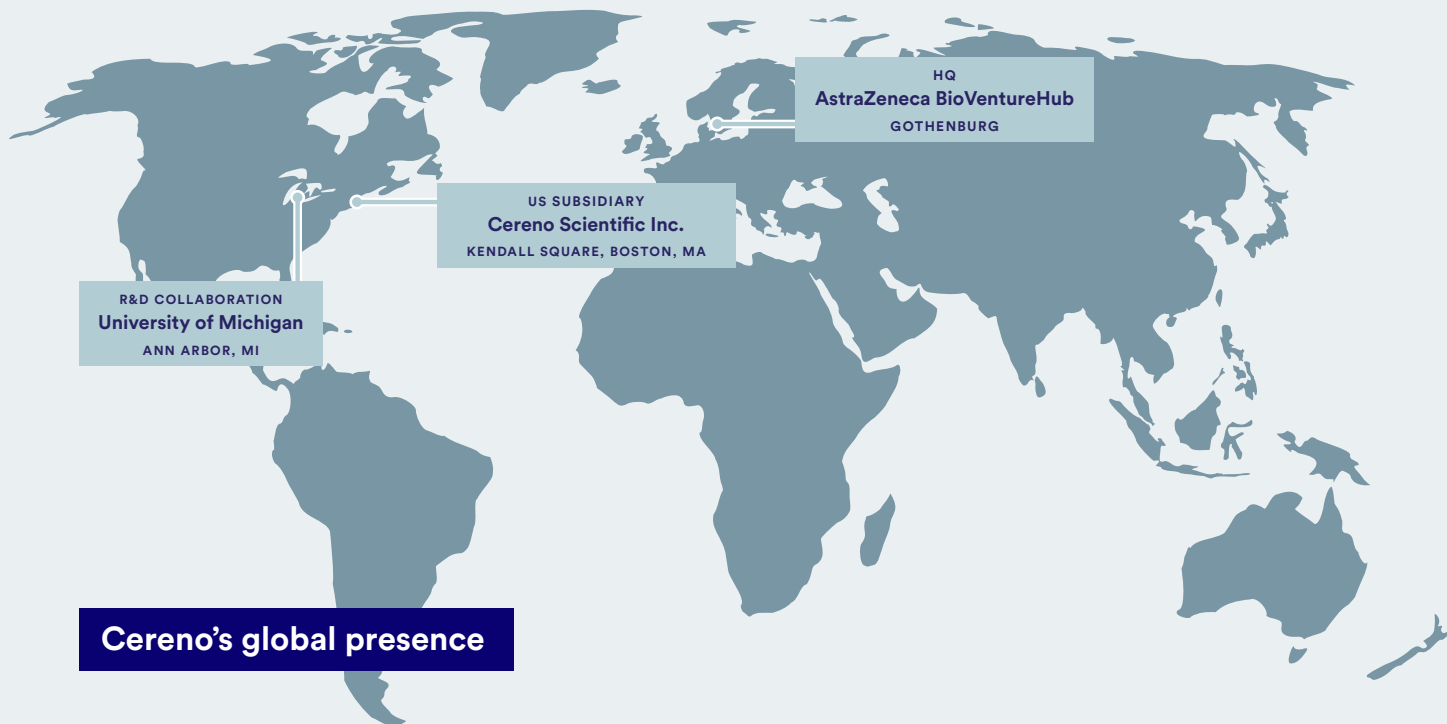 HQ
AstraZeneca BioVentureHub
GOTHENBURG
US SUBSIDIARY
Cereno Scientific Inc.
KENDALL SQUARE, BOSTON, MA
R&D COLLABORATION
University of Michigan
ANN ARBOR, MI
Cereno’s global presence